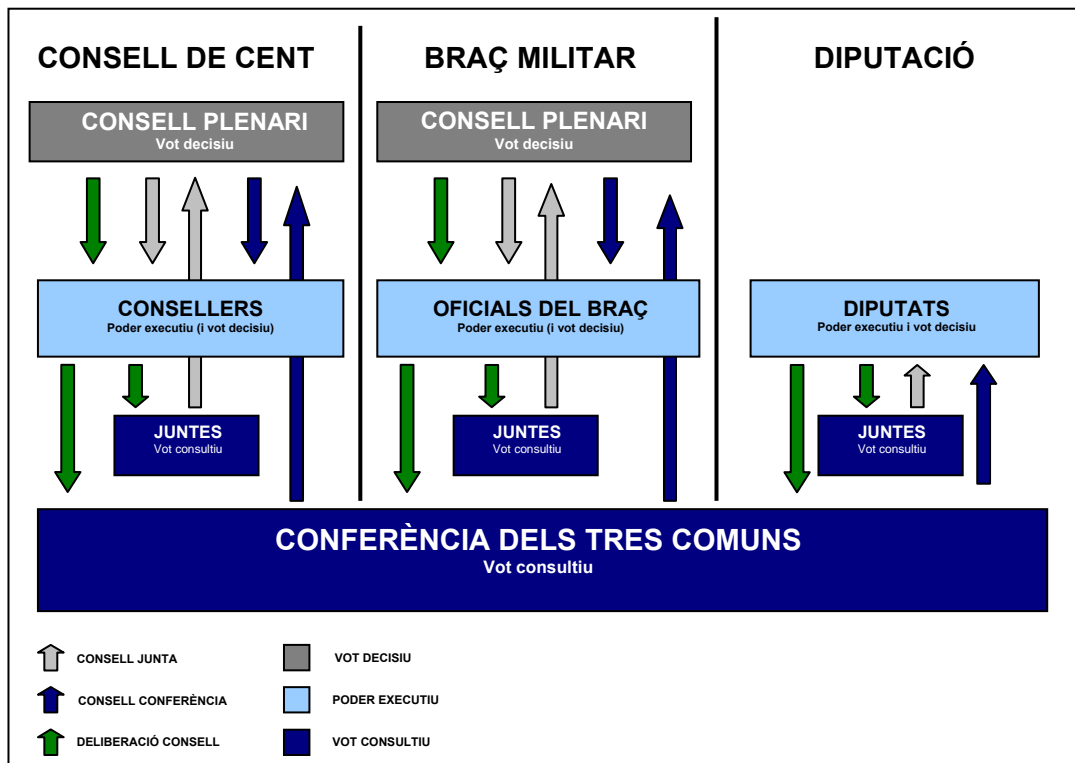 CONSELL DE CENT
BRAÇ MILITAR
DIPUTACIÓ
CONSELL PLENARI
Vot decisiu
CONSELL PLENARI
Vot decisiu
CONSELLERS
Poder executiu (i vot decisiu)
OFICIALS DEL BRAÇ
Poder executiu (i vot decisiu)
DIPUTATS
Poder executiu i vot decisiu
JUNTES
Vot consultiu
JUNTES
Vot consultiu
JUNTES
Vot consultiu
CONFERÈNCIA DELS TRES COMUNS
Vot consultiu
CONSELL JUNTA
VOT DECISIU
CONSELL CONFERÈNCIA
PODER EXECUTIU
DELIBERACIÓ CONSELL
VOT CONSULTIU